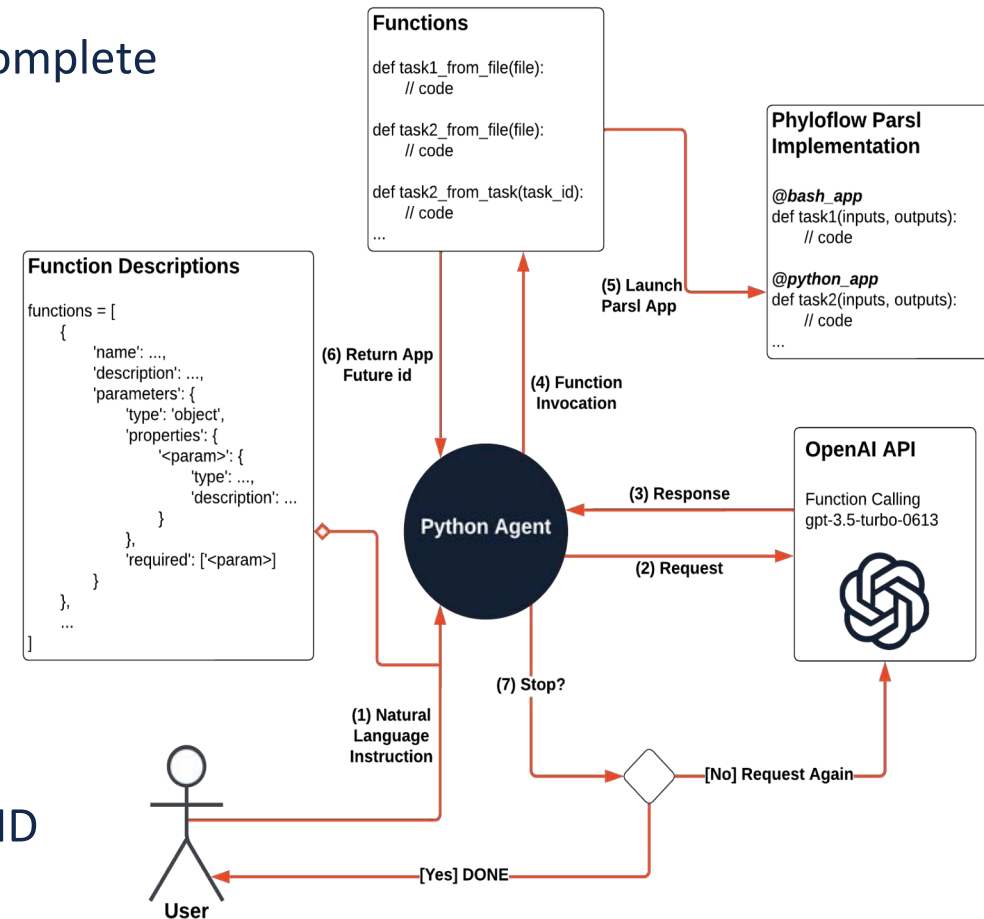 omplete
Functions
def task1_from_file(file):
// code
def task2_from_file(file):
// code
def task2_from_task(task_id):
// code
...
Phyloflow Parsl
Implementation
@bash_app
def task1(inputs, outputs):
// code
@python_app
def task2(inputs, outputs):
// code
...
Function Descriptions
functions = [
{
'name': ...,
'description': ...,
'parameters': {
'type': 'object',
'properties': {
'<param>': {
'type': ...,
'description': ...
}
},
'required': ['<param>]
}
},
...
]
(5) Launch
Parsl App
(6) Return App
Future id
(4) Function
Invocation
OpenAI API
Function Calling
gpt-3.5-turbo-0613
(3) Response
Python Agent
(2) Request
(7) Stop?
(1) Natural
Language
Instruction
[No] Request Again
ID
[Yes] DONE
User